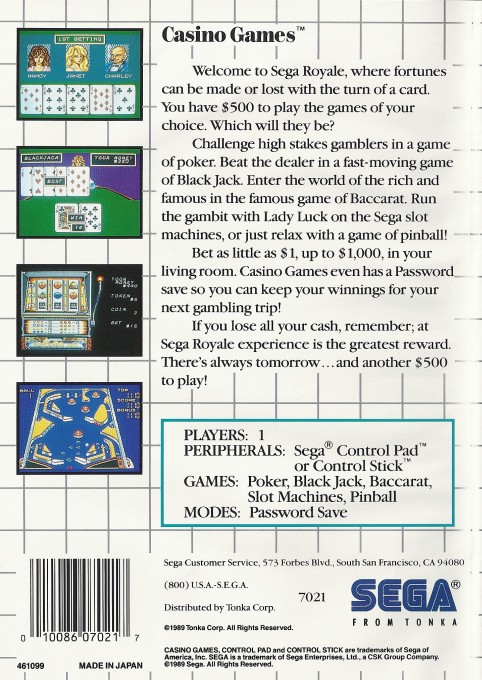 Casino Games™
1ST BETTING
NANCY JANET CHARLEY
Welcome to Sega Royale, where fortunes
can be made or lost with the turn of a card.
You have $500 to play the games of your
choice. Which will they be?
Challenge high stakes gamblers in a game
of poker. Beat the dealer in a fast-moving game
of Black Jack. Enter the world of the rich and
famous in the famous game of Baccarat. Run
the gambit with Lady Luck on the Sega slot
machines, or just relax with a game of pinball!
BLACKJACK YOUR MONEY
BUST
WIN
Bet as little as $1, up to $1,000, in your
living room. Casino Games even has a Password
save so you can keep your winnings for your
next gambling trip!
YOUR
MONEY
$440
TOKEN
COIN 3
BET $15
If you lose all your cash, remember; at
Sega Royale experience is the greatest reward.
There's always tomorrow...and another $500
to play!
BALL TOP
1
SCORE
BONUS
PLAYERS: 1
PERIPHERALS: Sega® Control Pad™
or Control Stick™
GAMES: Poker, Black Jack, Baccarat,
Slot Machines, Pinball
MODES: Password Save
Sega Customer Service, 573 Forbes Blvd., South San Francisco, CA 94080
(800) U.S.A.-S.E.G.A.
7021
Distributed by Tonka Corp.
©1989 Tonka Corp. All Rights Reserved.
SEGA®
FROM TONKA
0 10086 07021 7
461099 MADE IN JAPAN
CASINO GAMES, CONTROL PAD and CONTROL STICK are trademarks of Sega of
America, Inc. SEGA is a trademark of Sega Enterprises, Ltd., a CSK Group Company.
©1989 Sega. All Rights Reserved.